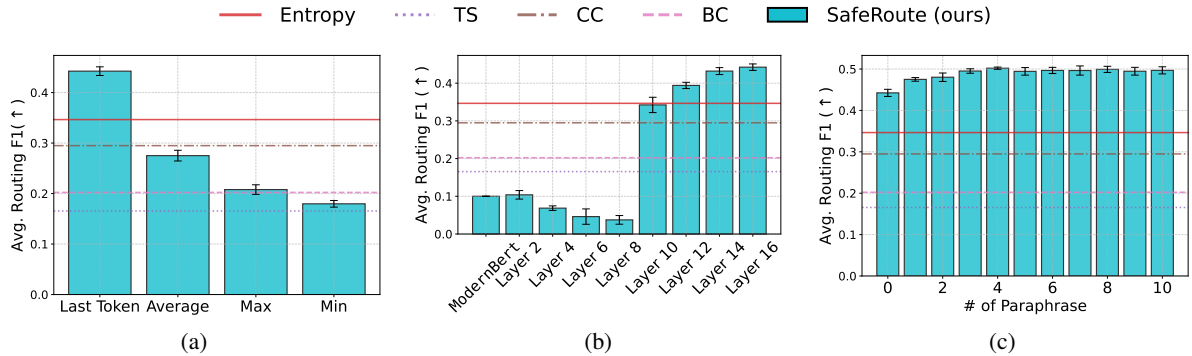 Entropy TS CC BC SafeRoute (ours)
Avg. Routing F1(↑)
0.4
0.3
0.2
0.1
0.0
Last Token Average Max Min
(a)
Avg. Routing F1 (↑)
0.4
0.3
0.2
0.1
0.0
ModernBert Layer 2 Layer 4 Layer 6 Layer 8 Layer 10 Layer 12 Layer 14 Layer 16
(b)
Avg. Routing F1 (↑)
0.5
0.4
0.3
0.2
0.1
0.0
0 2 4 6 8 10
# of Paraphrase
(c)